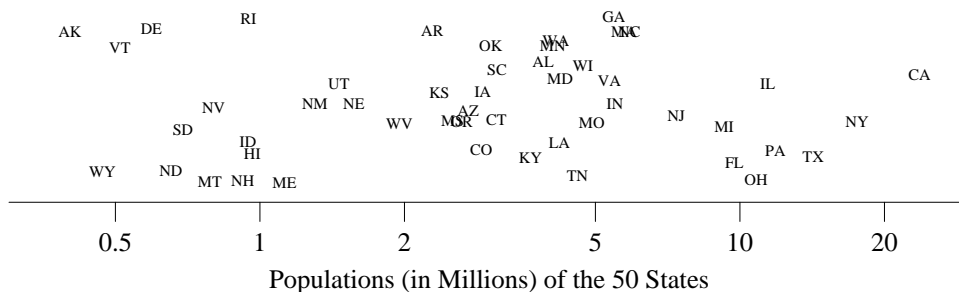 GA
RI
DE AR MA NC
AK WA
VT OK MN
AL
SC WI CA
MD
UT VA IL
KS IA
NM NE IN
NV AZ NJ
WV MS OR CT MO MI NY
SD
ID LA
HI CO PA
KY FL TX
WY ND TN
MT NH ME OH
0.5 1 2 5 10 20
Populations (in Millions) of the 50 States